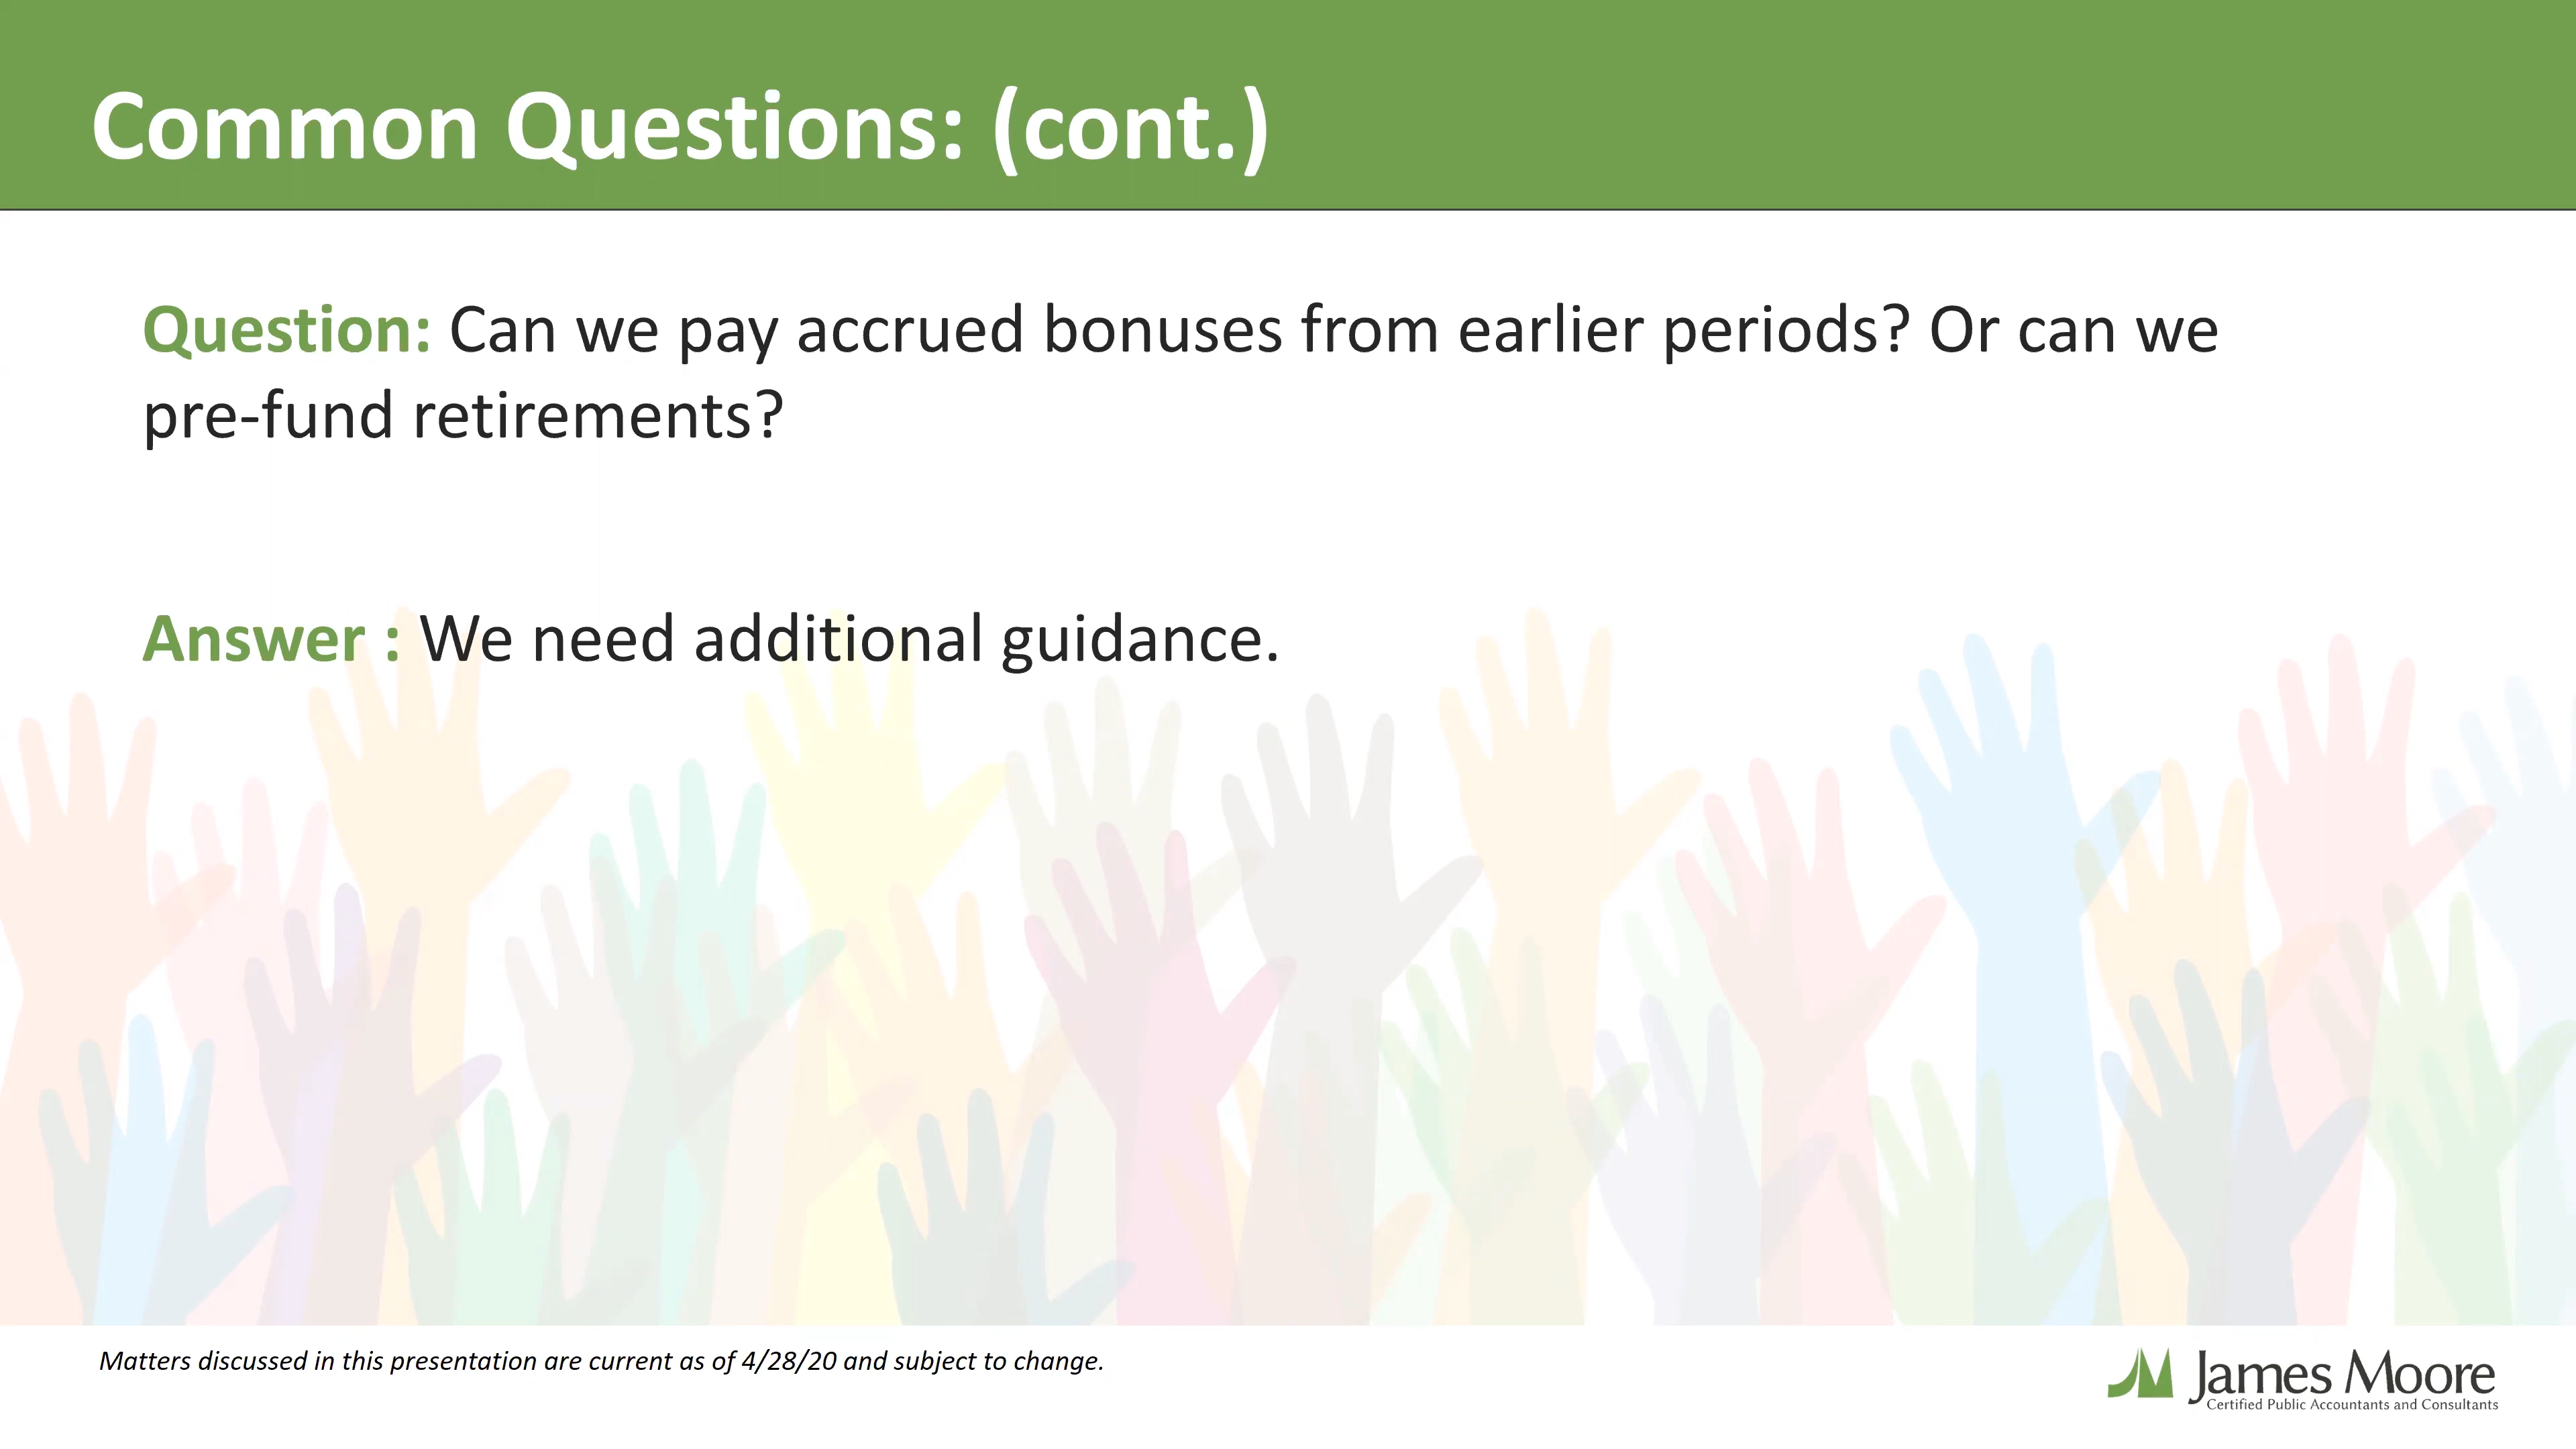 Common Questions: (cont.)
Question: Can we pay accrued bonuses from earlier periods? Or can we
pre-fund retirements?
Answer : We need additional guidance.
Matters discussed in this presentation are current as of 4/28/20 and subject to change.
James Moore
Certified Public Accountants and Consultants